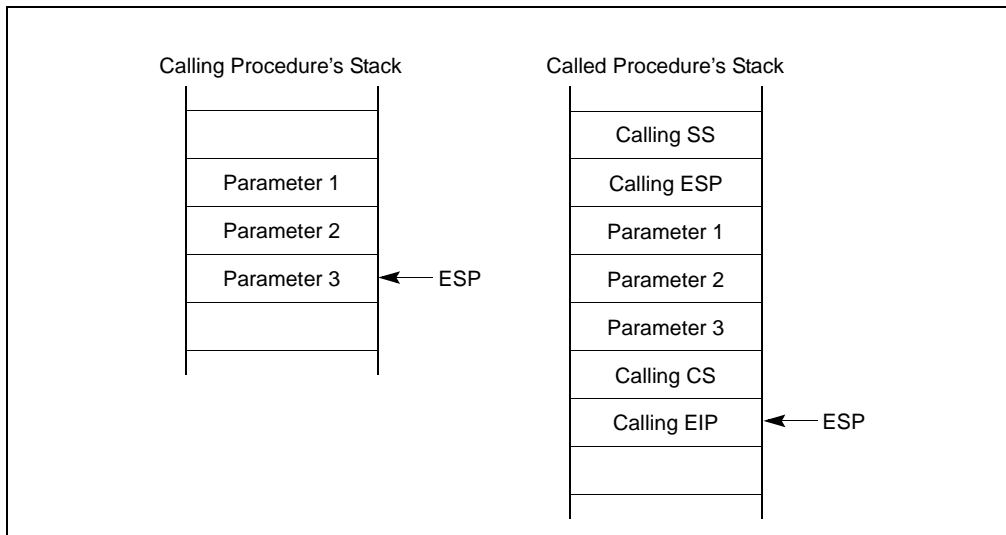 Calling Procedure's Stack
Parameter 1
Parameter 2
Parameter 3
ESP
Called Procedure's Stack
Calling SS
Calling ESP
Parameter 1
Parameter 2
Parameter 3
Calling CS
Calling EIP
ESP